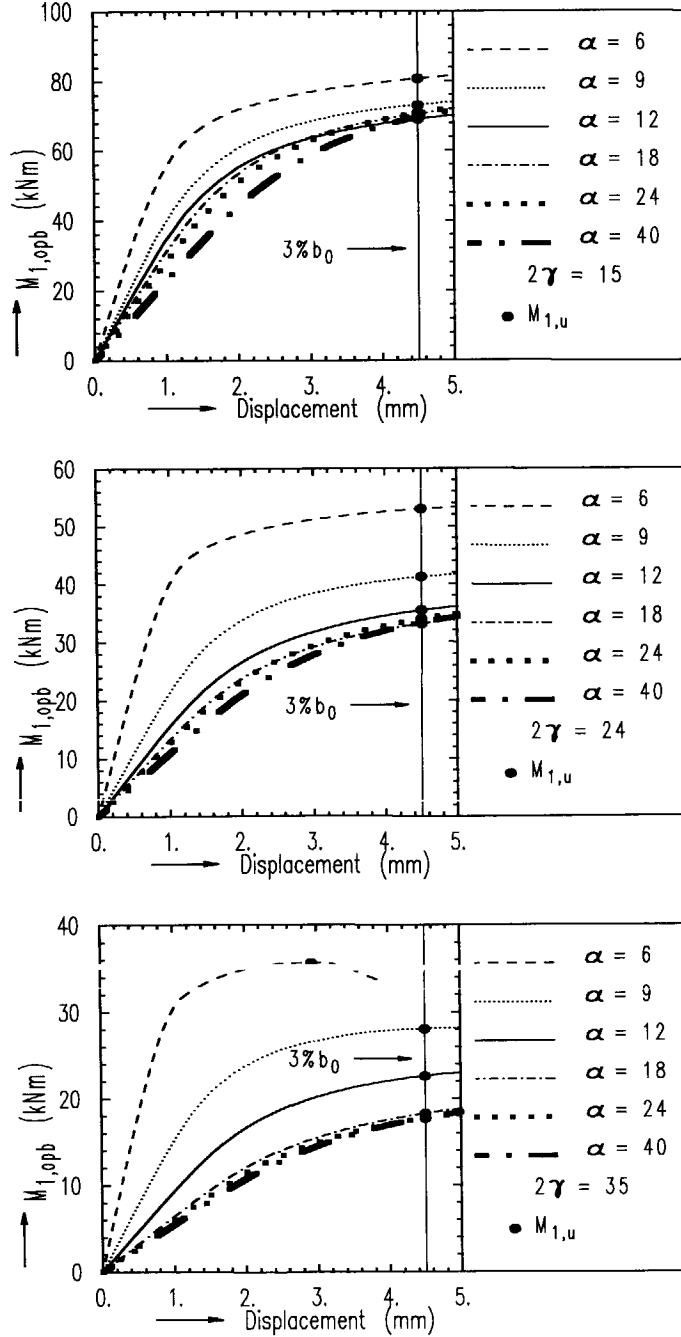 100
80
60
40
20
0
M1,opb (kNm)
0. 1. 2. 3. 4. 5.
Displacement (mm)
3%b0
α = 6
α = 9
α = 12
α = 18
α = 24
α = 40
2γ = 15
M1,u
60
50
40
30
20
10
0
M1,opb (kNm)
0. 1. 2. 3. 4. 5.
Displacement (mm)
3%b0
α = 6
α = 9
α = 12
α = 18
α = 24
α = 40
2γ = 24
M1,u
40
30
20
10
0
M1,opb (kNm)
0. 1. 2. 3. 4. 5.
Displacement (mm)
3%b0
α = 6
α = 9
α = 12
α = 18
α = 24
α = 40
2γ = 35
M1,u